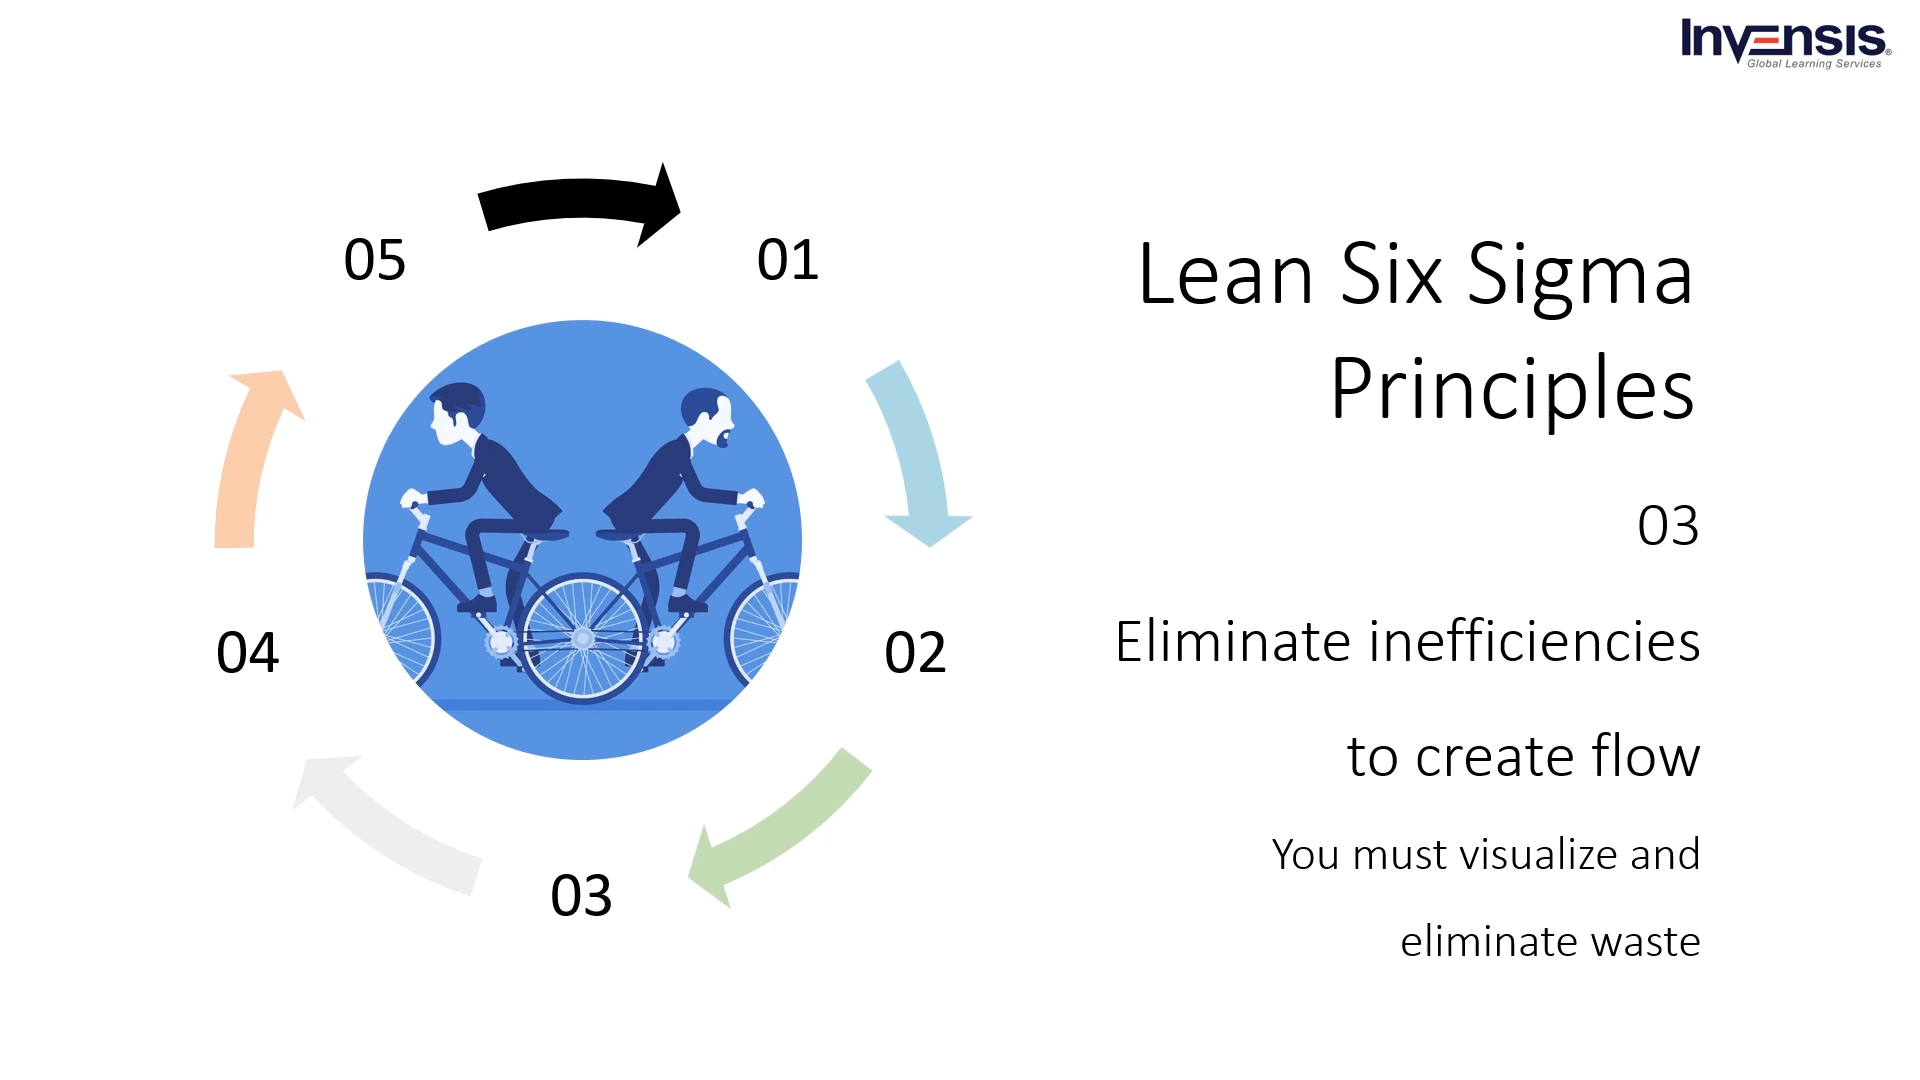 Invensis®
Global Learning Services
05
01
04
02
03
Lean Six Sigma
Principles
03
Eliminate inefficiencies
to create flow
You must visualize and
eliminate waste